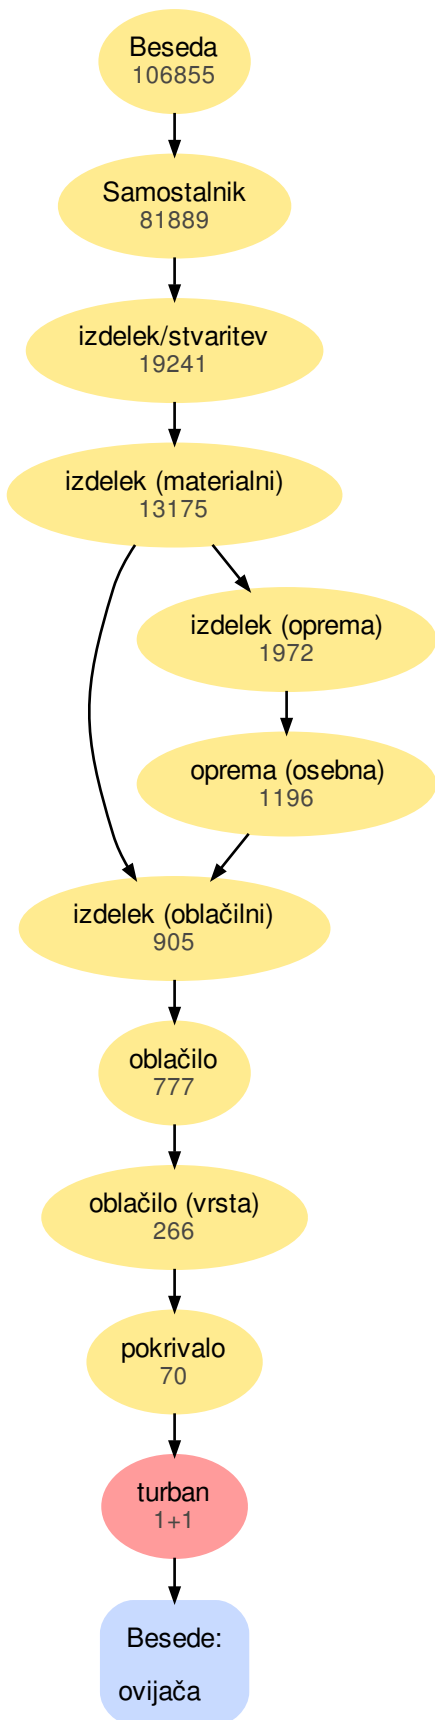 Beseda
106855
Samostalnik
81889
izdelek/stvaritev
19241
izdelek (materialni)
13175
izdelek (oprema)
1972
oprema (osebna)
1196
izdelek (oblačilni)
905
oblačilo
777
oblačilo (vrsta)
266
pokrivalo
70
turban
1+1
Besede:
ovijača